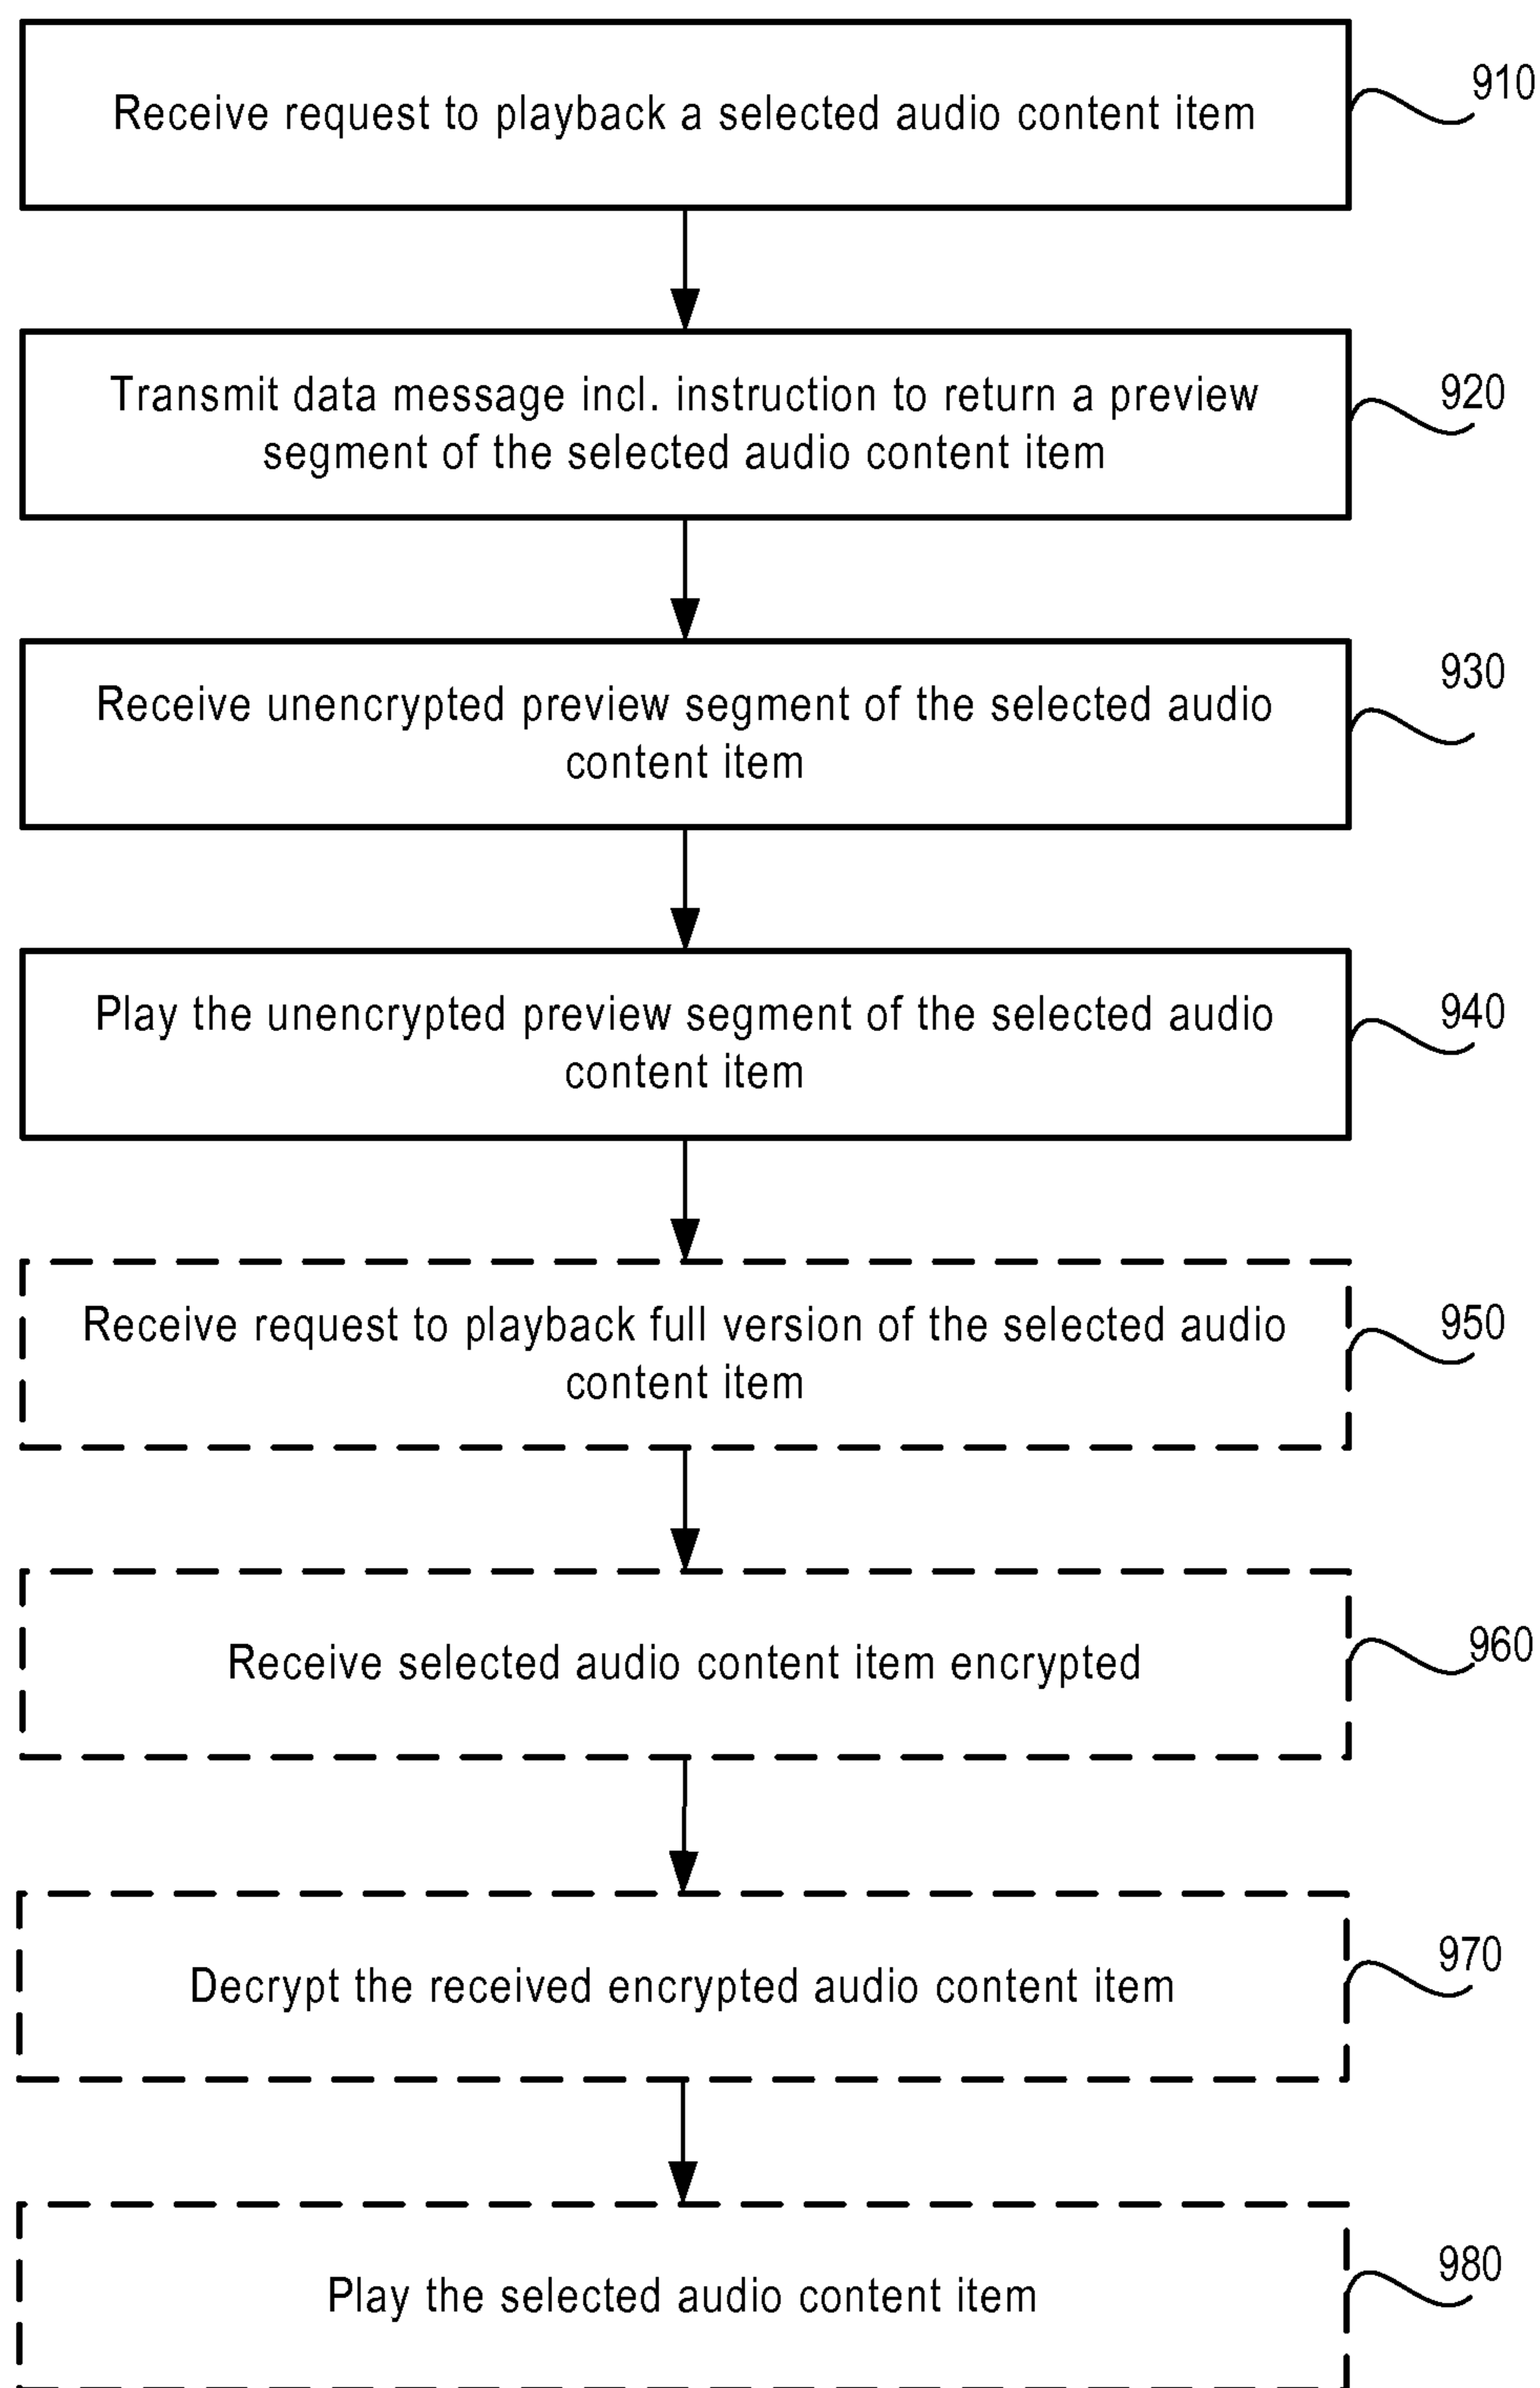 Receive request to playback a selected audio content item
910
Transmit data message incl. instruction to return a preview
segment of the selected audio content item
920
Receive unencrypted preview segment of the selected audio
content item
930
Play the unencrypted preview segment of the selected audio
content item
940
Receive request to playback full version of the selected audio
content item
950
Receive selected audio content item encrypted
960
Decrypt the received encrypted audio content item
970
Play the selected audio content item
980